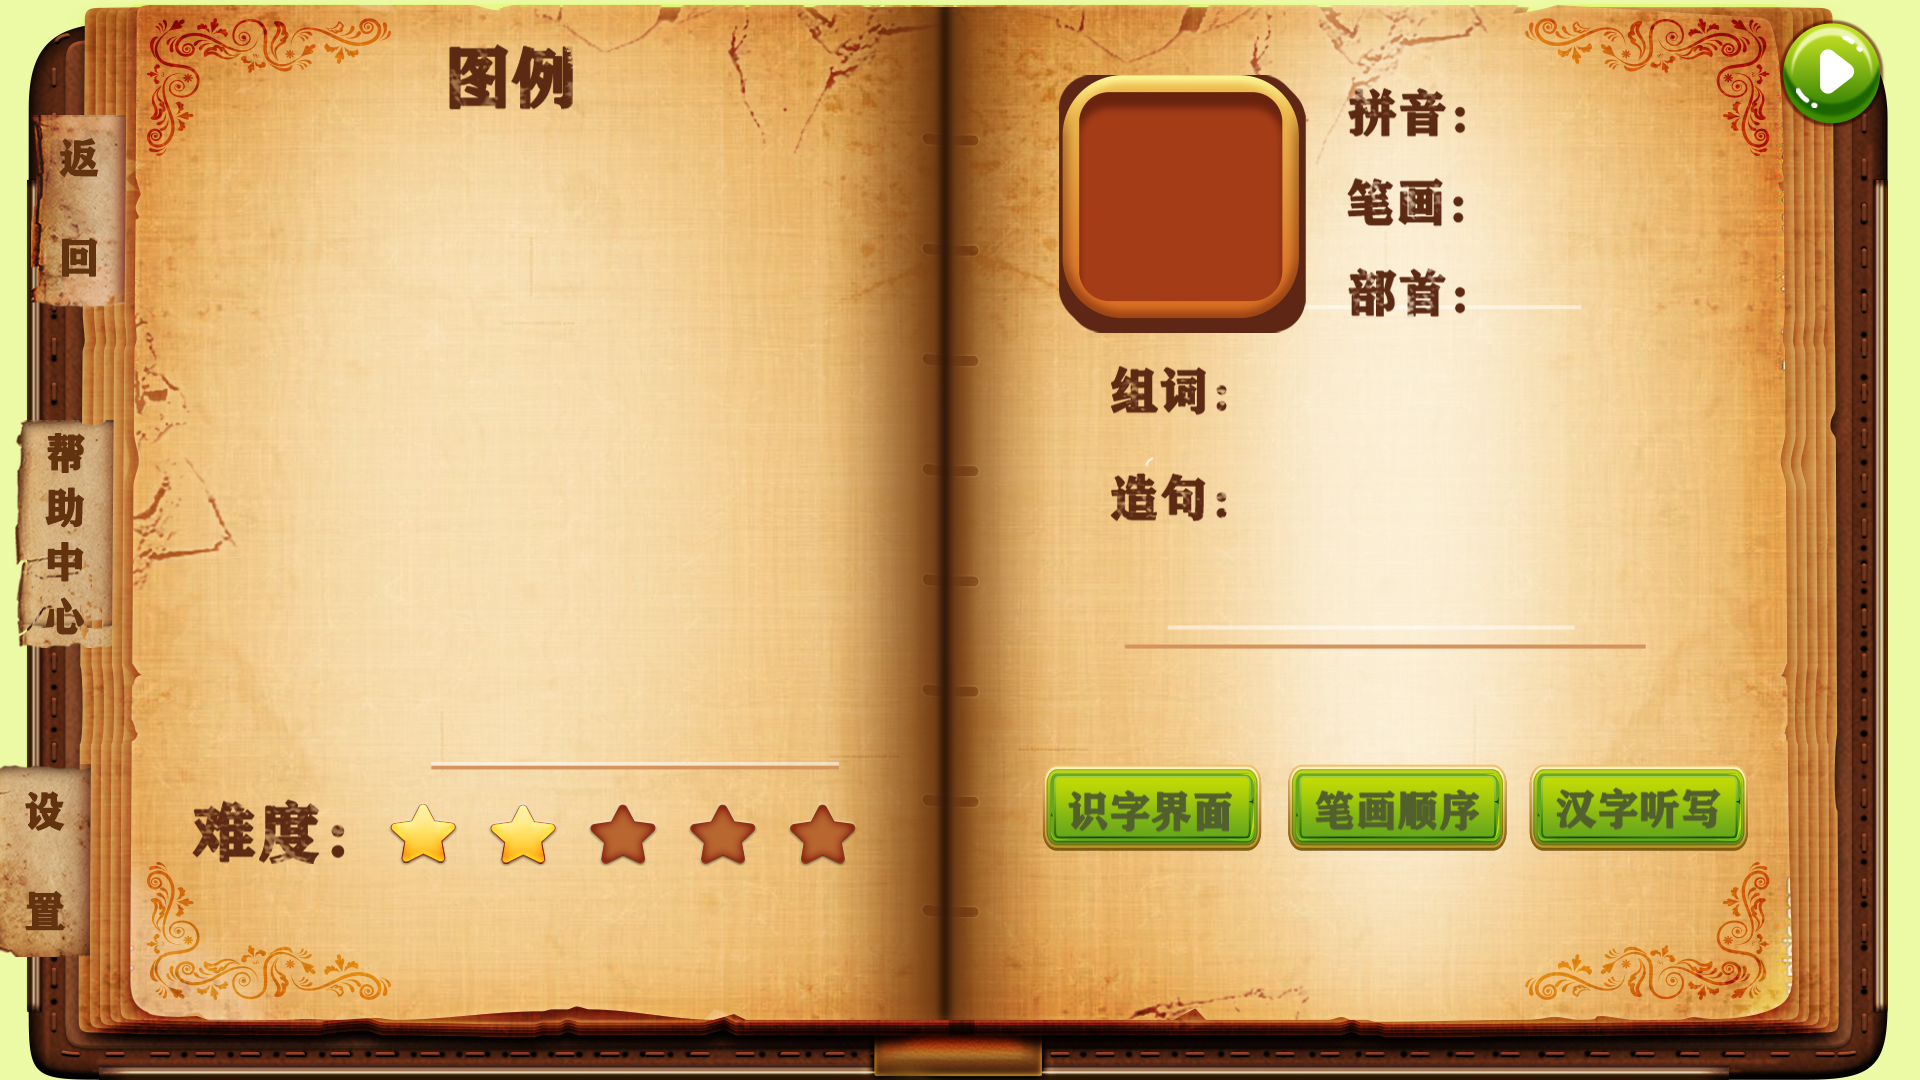 返回
帮助中心
设置
图例
难度：
拼音：
笔画：
部首：
组词：
造句：
识字界面
笔画顺序
汉字听写